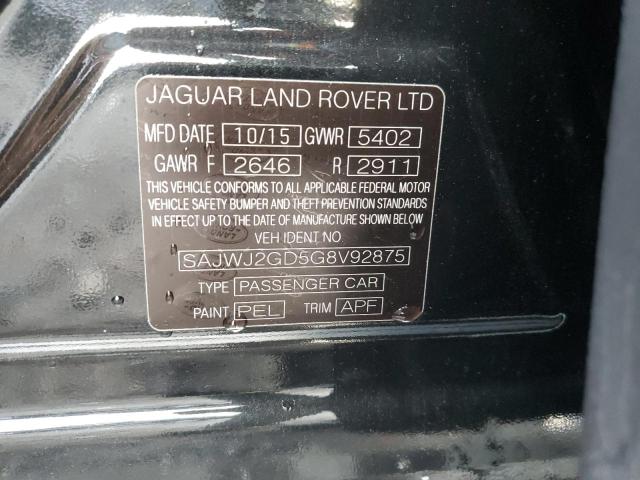 JAGUAR LAND ROVER LTD
MFD DATE 10/15 GVWR 5402
GAWR F 2646 R 2911
THIS VEHICLE CONFORMS TO ALL APPLICABLE FEDERAL MOTOR
VEHICLE SAFETY BUMPER AND THEFT PREVENTION STANDARDS
IN EFFECT UP TO THE DATE OF MANUFACTURE SHOWN BELOW
VEH IDENT NO
SAJWJ2GD5G8V92875
TYPE PASSENGER CAR
PAINT PEL TRIM APF